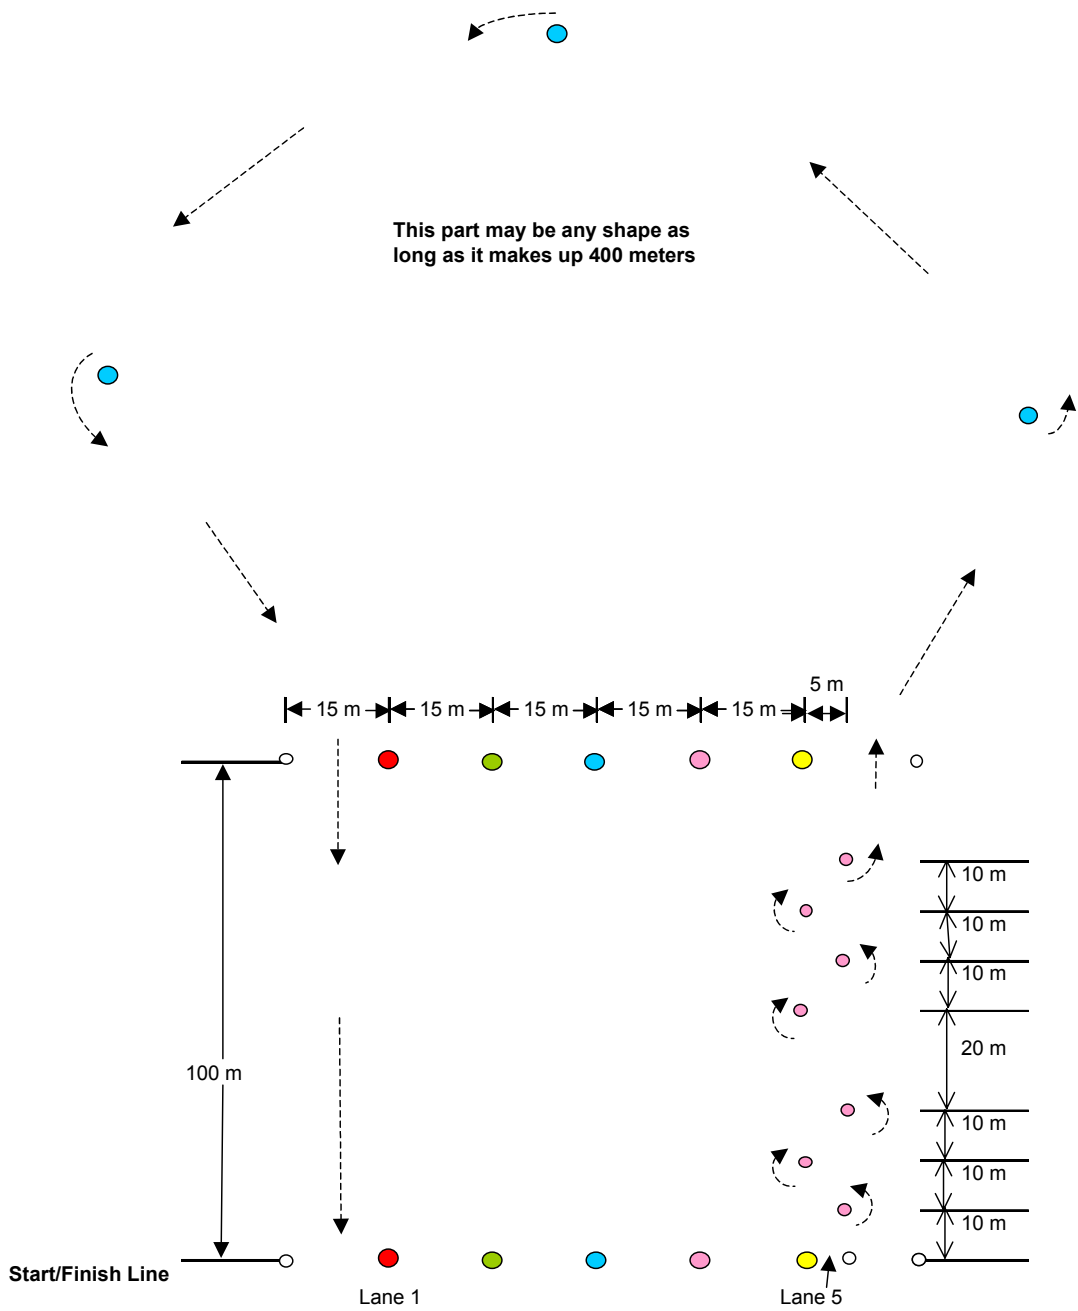 This part may be any shape as
long as it makes up 400 meters
5 m
15 m 15 m 15 m 15 m 15 m
10 m
10 m
10 m
20 m
100 m
10 m
10 m
10 m
Start/Finish Line
Lane 1 Lane 5